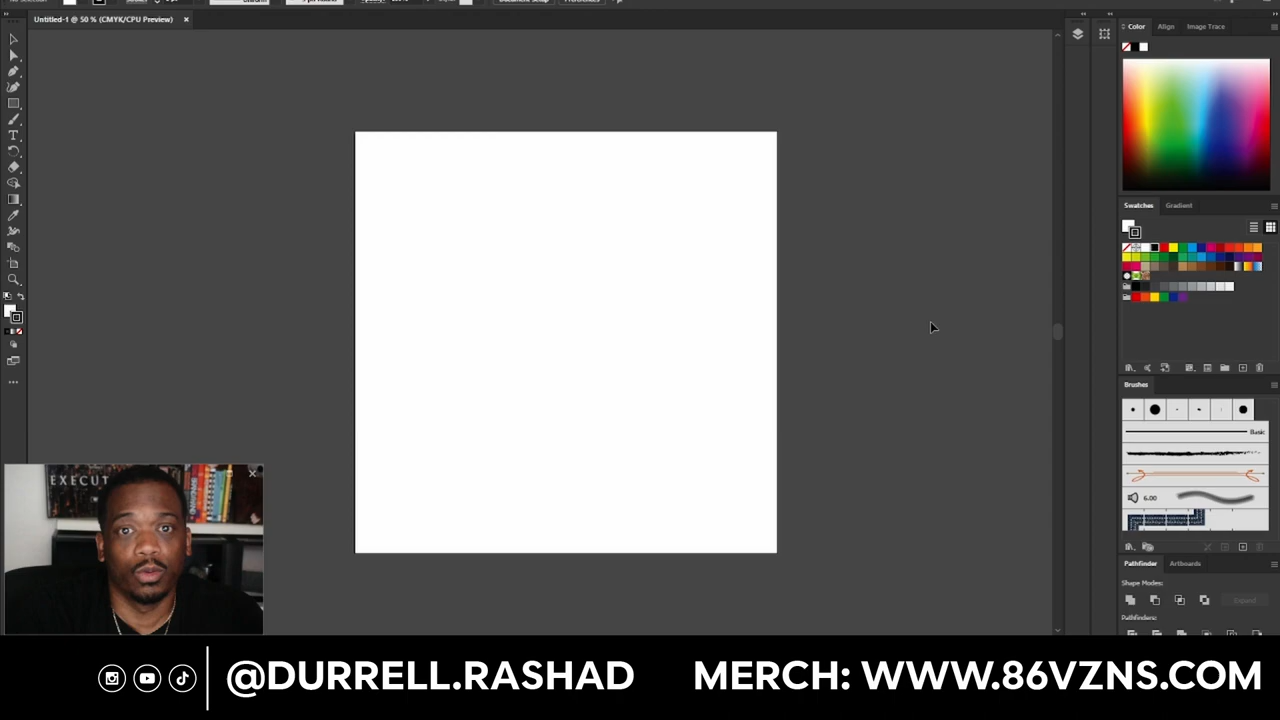 Untitled-1 @ 50 % (CMYK/CPU Preview)
Color
Align
Image Trace
Swatches
Gradient
Brushes
Basic
6.00
Pathfinder
Artboards
Shape Modes:
Expand
Pathfinders:
EXECUT
@DURRELL.RASHAD
MERCH: WWW.86VZNS.COM